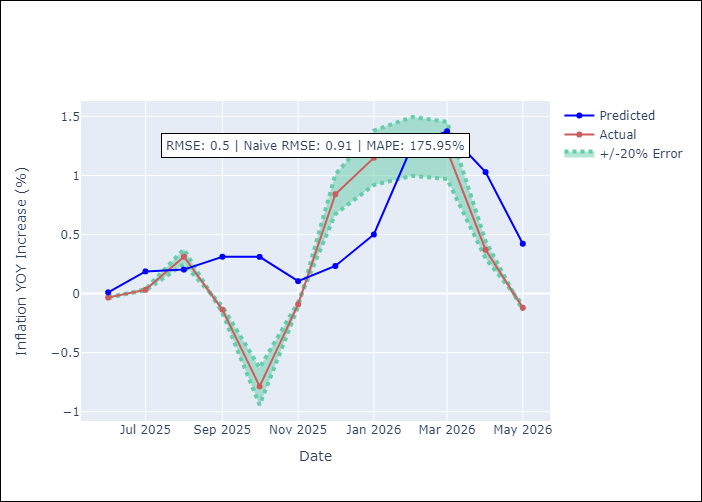 RMSE: 0.5 | Naive RMSE: 0.91 | MAPE: 175.95%
Predicted
Actual
+/-20% Error
Inflation YOY Increase (%)
1.5
1
0.5
0
−0.5
−1
Jul 2025
Sep 2025
Nov 2025
Jan 2026
Mar 2026
May 2026
Date